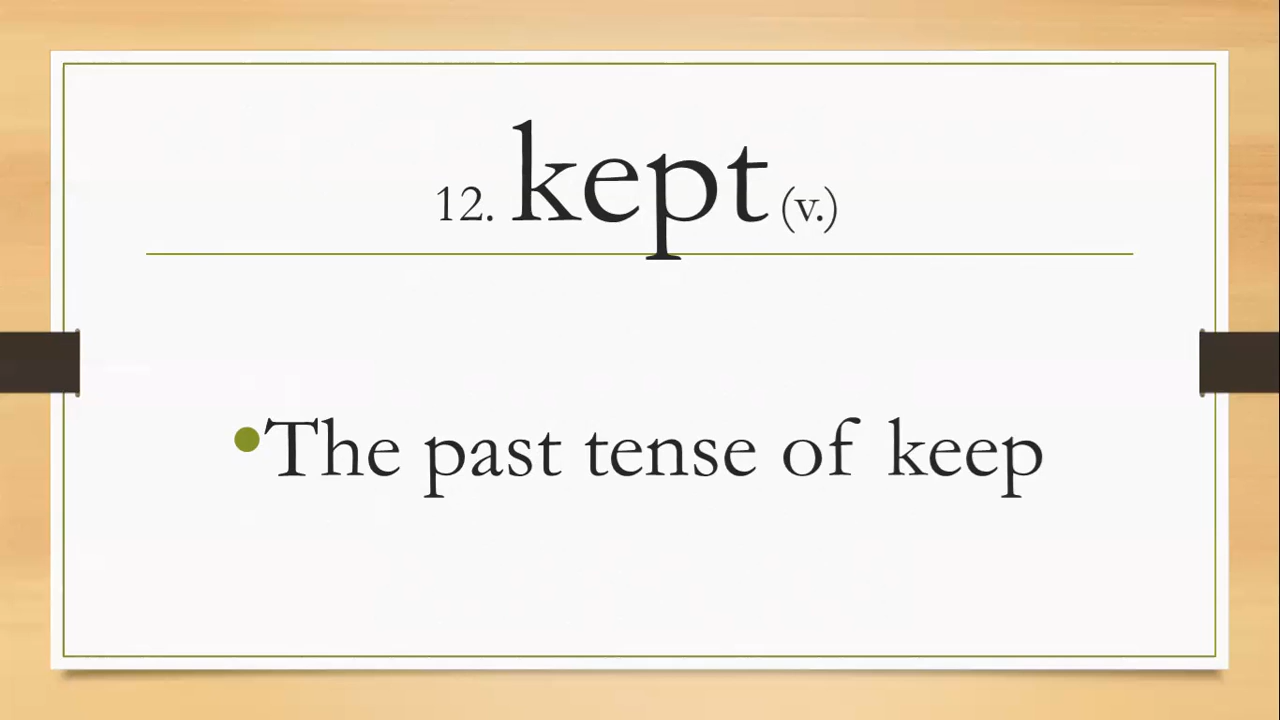 12. kept (v.)
•The past tense of keep